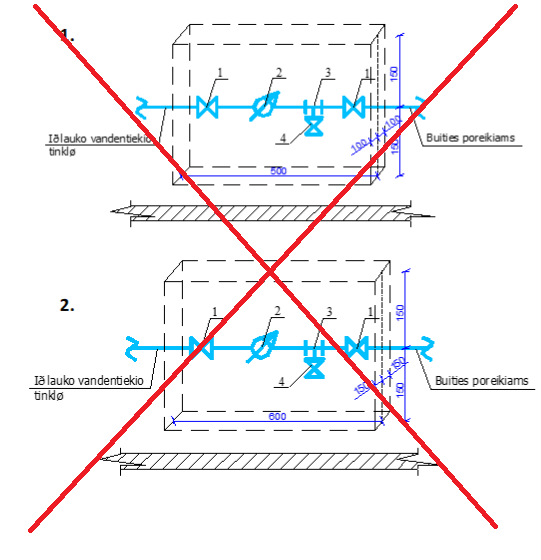 1.
1 2 3 1
150
Iðlauko vandentiekio
tinklø
4
100 100
150
Buities poreikiams
500
2.
1 2 3 1
150
Iðlauko vandentiekio
tinklø
4
150 150
150
Buities poreikiams
600